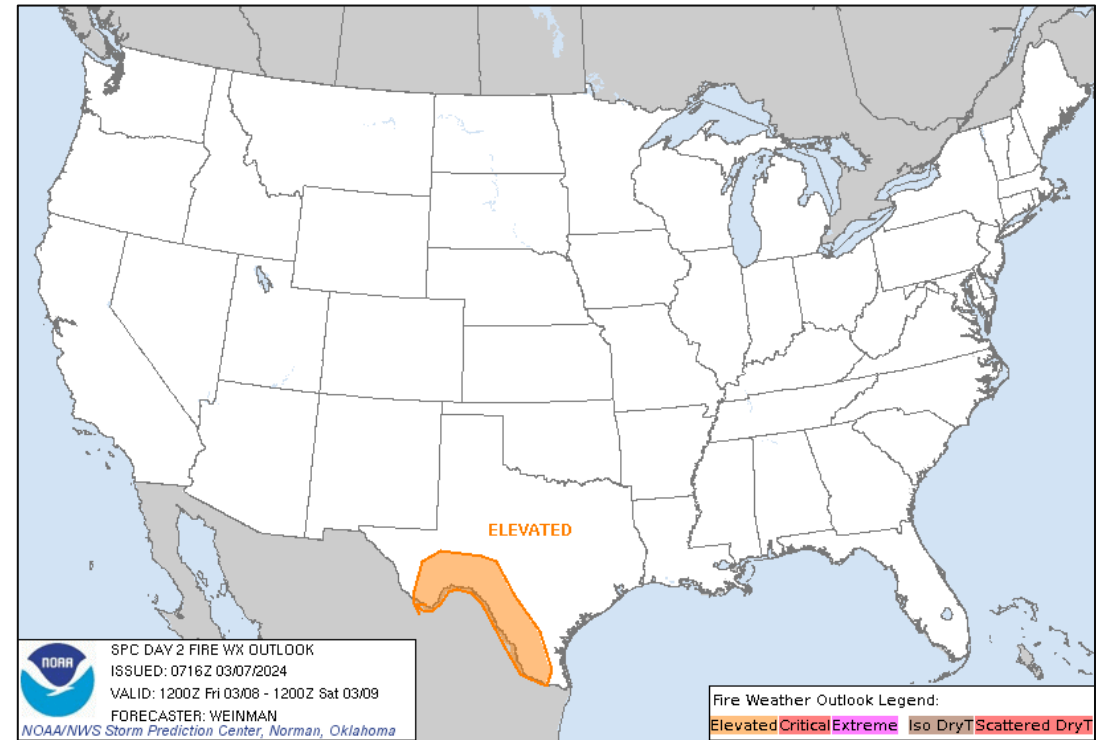 ELEVATED
NOAA
SPC DAY 2 FIRE WX OUTLOOK
ISSUED: 0716Z 03/07/2024
VALID: 1200Z Fri 03/08 - 1200Z Sat 03/09
FORECASTER: WEINMAN
NOAA/NWS Storm Prediction Center, Norman, Oklahoma
Fire Weather Outlook Legend:
Elevated Critical Extreme Iso DryT Scattered DryT